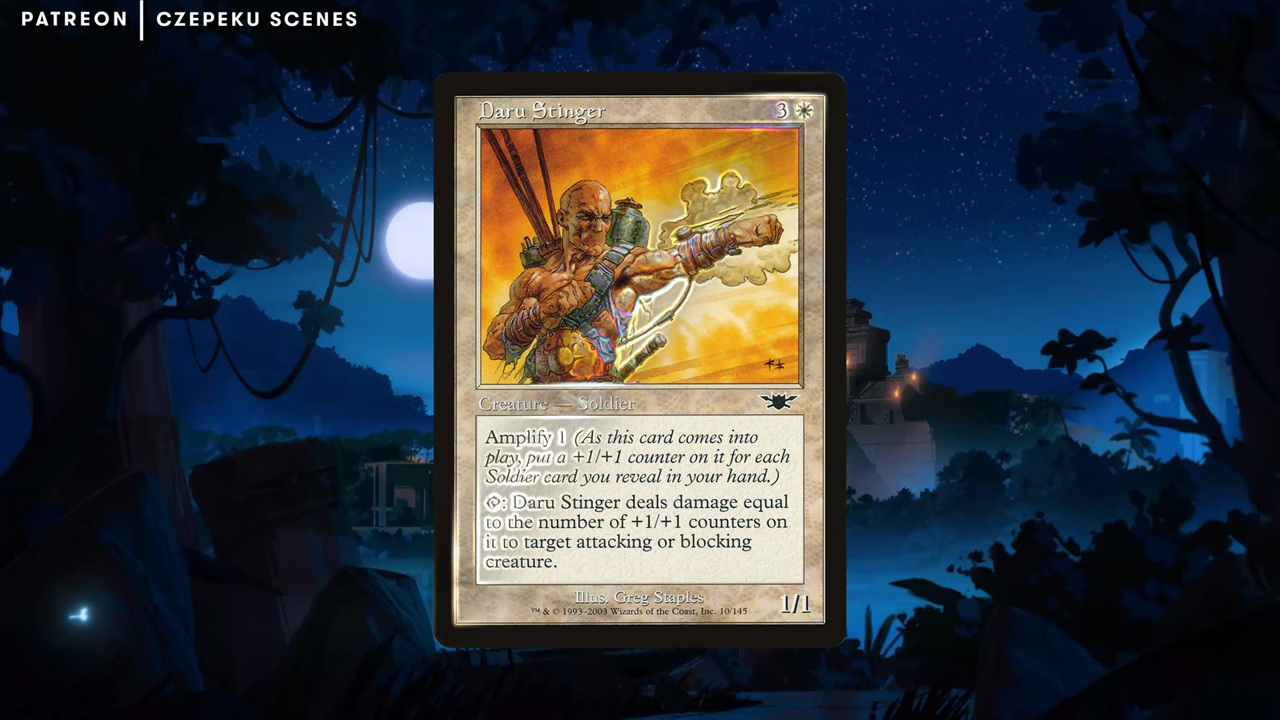 PATREON | CZEPEKU SCENES
Daru Stinger 3
Creature — Soldier
Amplify 1 (As this card comes into
play, put a +1/+1 counter on it for each
Soldier card you reveal in your hand.)
: Daru Stinger deals damage equal
to the number of +1/+1 counters on
it to target attacking or blocking
creature.
Illus. Greg Staples
™ & © 1993–2003 Wizards of the Coast, Inc. 10/145
1/1